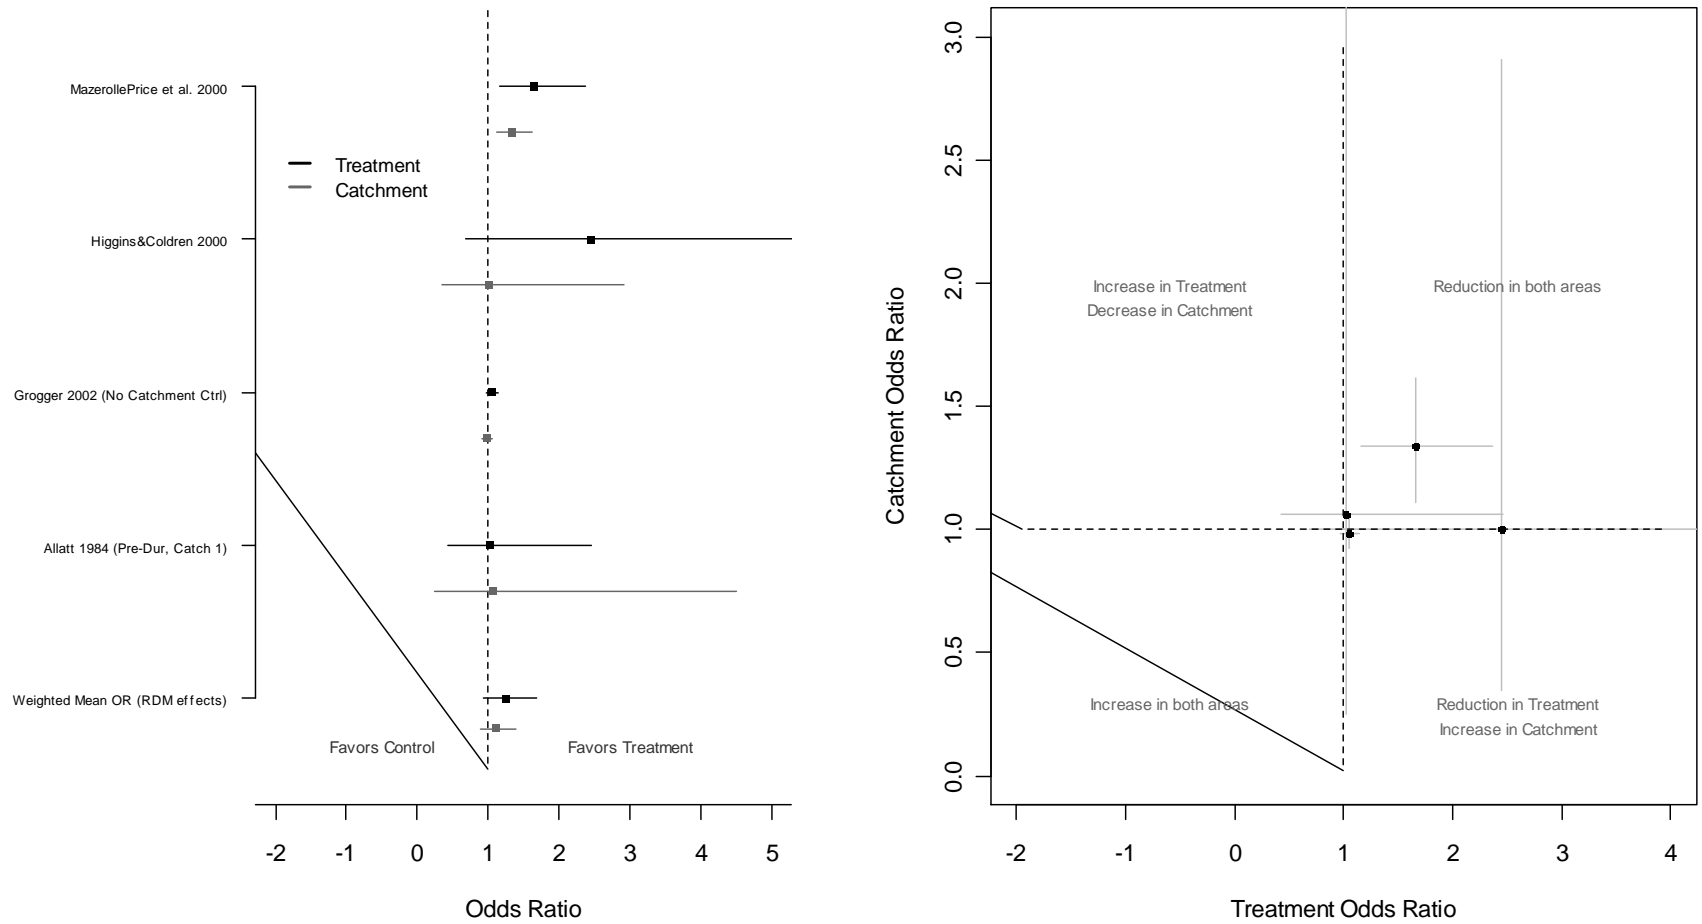 MazerollePrice et al. 2000
Treatment
Catchment
Higgins&Coldren 2000
Grogger 2002 (No Catchment Ctrl)
Allatt 1984 (Pre-Dur, Catch 1)
Weighted Mean OR (RDM effects)
Favors Control
Favors Treatment
-2 -1 0 1 2 3 4 5
Odds Ratio
Catchment Odds Ratio
3.0
2.5
2.0
1.5
1.0
0.5
0.0
Increase in Treatment
Decrease in Catchment
Reduction in both areas
Increase in both areas
Reduction in Treatment
Increase in Catchment
-2 -1 0 1 2 3 4
Treatment Odds Ratio